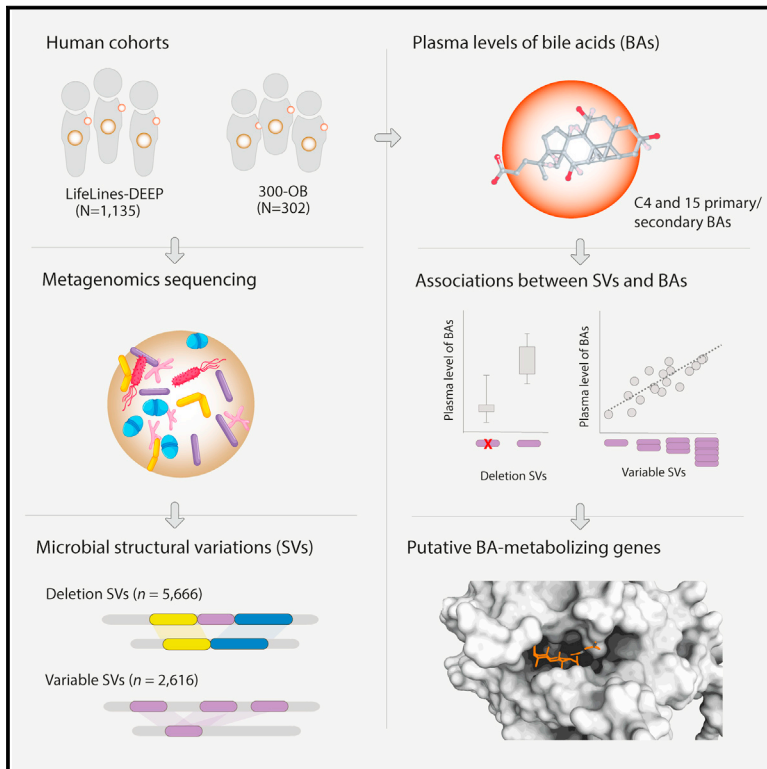 Human cohorts
LifeLines-DEEP
(N=1,135)
300-OB
(N=302)
Metagenomics sequencing
Microbial structural variations (SVs)
Deletion SVs (n = 5,666)
Variable SVs (n = 2,616)
Plasma levels of bile acids (BAs)
C4 and 15 primary/
secondary BAs
Associations between SVs and BAs
Plasma level of BAs
X
Deletion SVs
Plasma level of BAs
Variable SVs
Putative BA-metabolizing genes